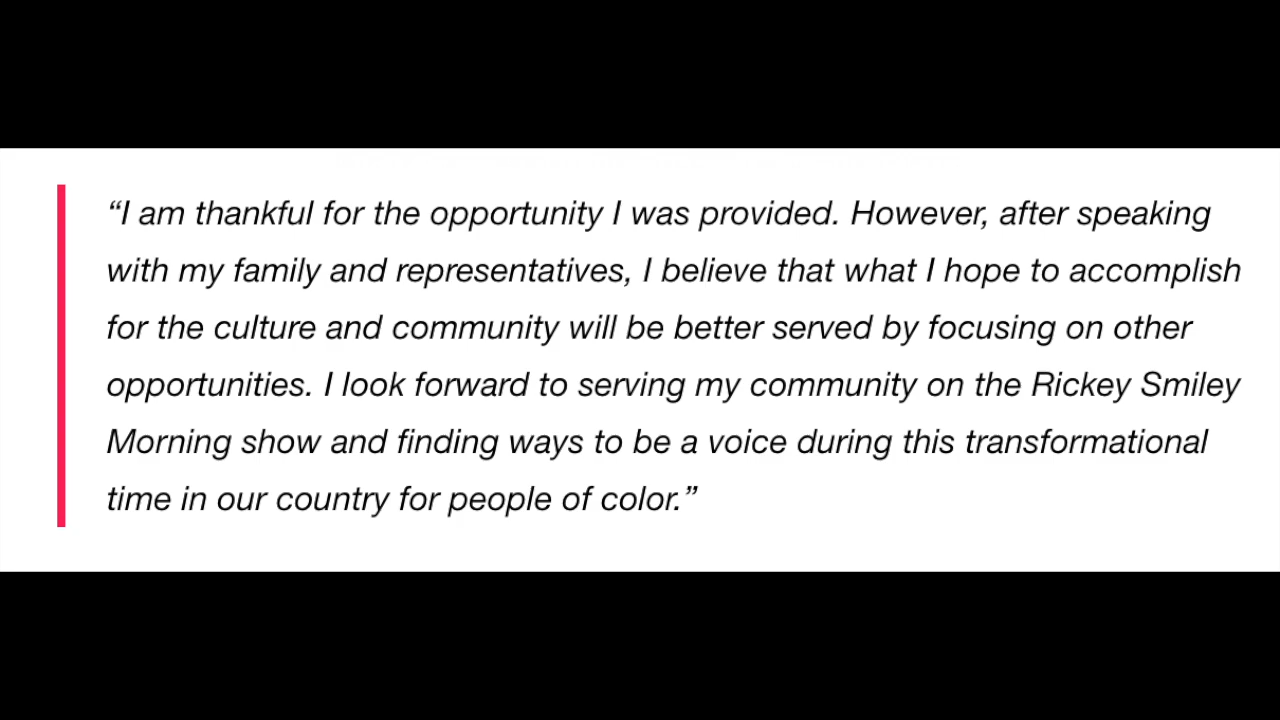 “I am thankful for the opportunity I was provided. However, after speaking
with my family and representatives, I believe that what I hope to accomplish
for the culture and community will be better served by focusing on other
opportunities. I look forward to serving my community on the Rickey Smiley
Morning show and finding ways to be a voice during this transformational
time in our country for people of color.”